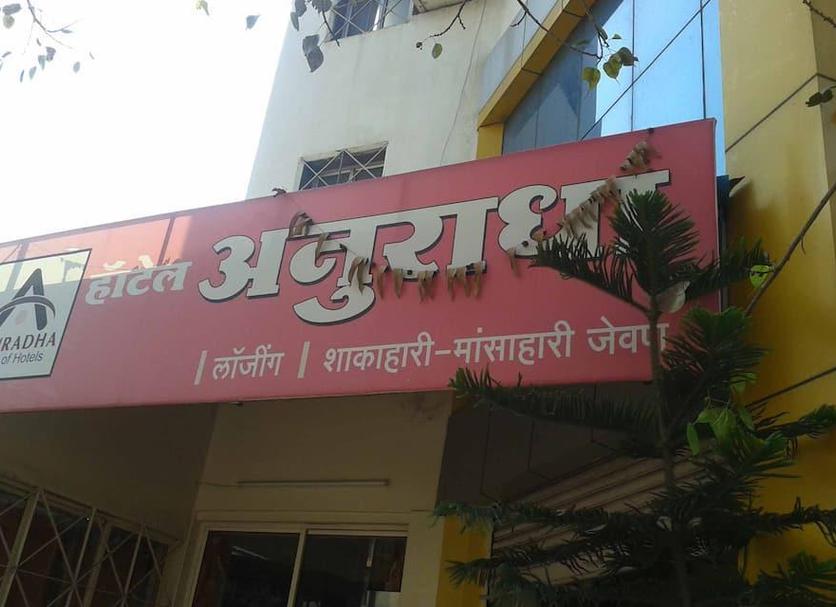 हॉटेल अनुराधा
RADHA
of Hotels
| लॉजींग | शाकाहारी-मांसाहारी जेवण